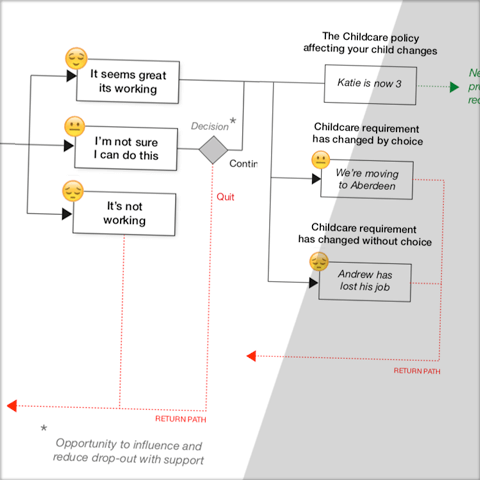 It seems great
its working
Decision*
I'm not sure
I can do this
Contin
Quit
It's not
working
RETURN PATH
*
Opportunity to influence and
reduce drop-out with support
The Childcare policy
affecting your child changes
Katie is now 3
Childcare requirement
has changed by choice
We're moving
to Aberdeen
Childcare requirement
has changed without choice
Andrew has
lost his job
RETURN PATH